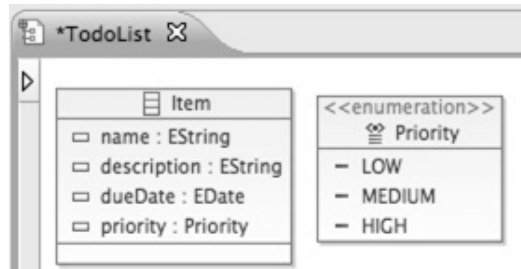 *TodoList
Item
name : EString
description : EString
dueDate : EDate
priority : Priority
<<enumeration>>
Priority
LOW
MEDIUM
HIGH